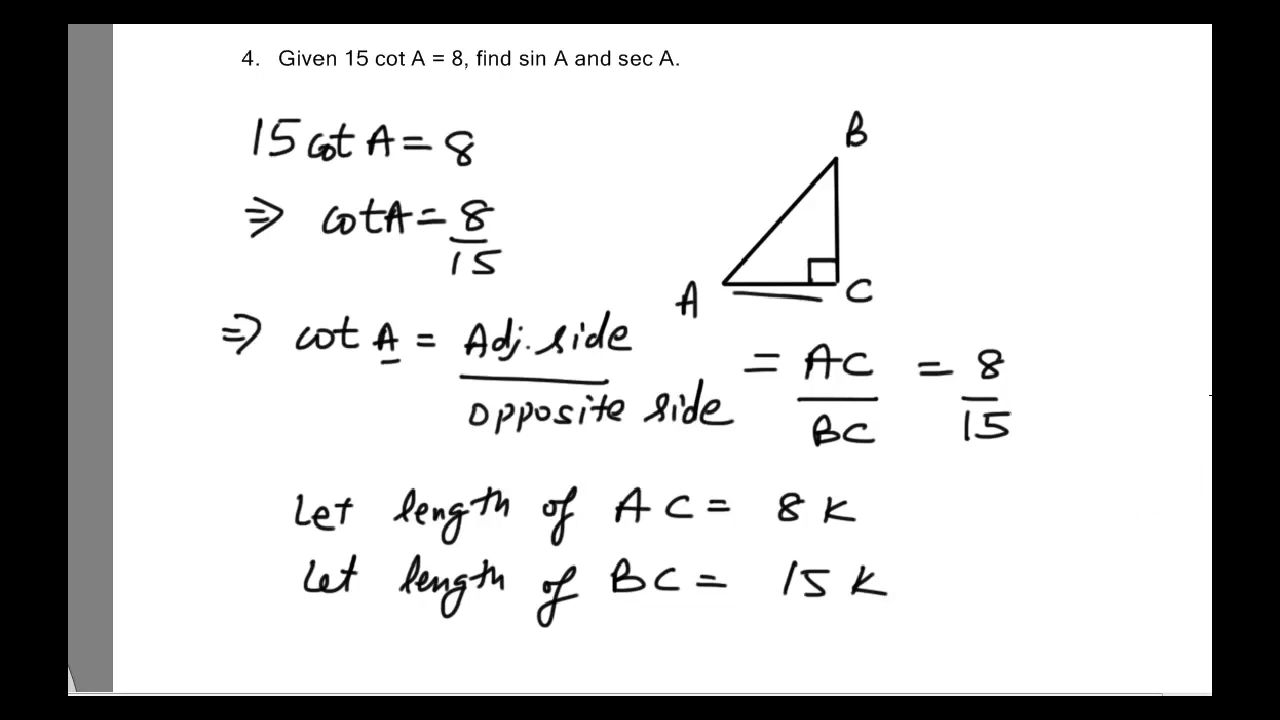 4. Given 15 cot A = 8, find sin A and sec A.
15 cot A = 8
⇒ cot A = 8/15
B
A
C
⇒ cot A = Adj. side / opposite side = AC/BC = 8/15
Let length of AC = 8 K
Let length of BC = 15 K